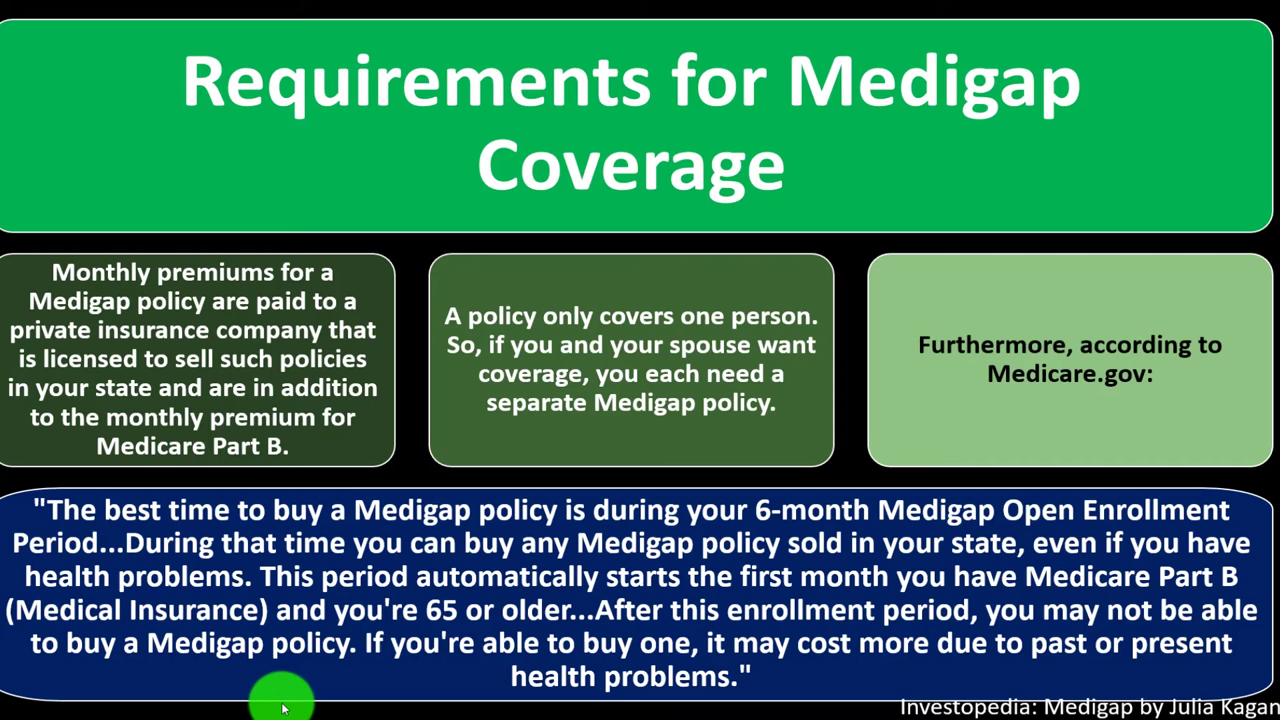 Requirements for Medigap
Coverage
Monthly premiums for a
Medigap policy are paid to a
private insurance company that
is licensed to sell such policies
in your state and are in addition
to the monthly premium for
Medicare Part B.
A policy only covers one person.
So, if you and your spouse want
coverage, you each need a
separate Medigap policy.
Furthermore, according to
Medicare.gov:
"The best time to buy a Medigap policy is during your 6-month Medigap Open Enrollment
Period...During that time you can buy any Medigap policy sold in your state, even if you have
health problems. This period automatically starts the first month you have Medicare Part B
(Medical Insurance) and you're 65 or older...After this enrollment period, you may not be able
to buy a Medigap policy. If you're able to buy one, it may cost more due to past or present
health problems."
Investopedia: Medigap by Julia Kagan